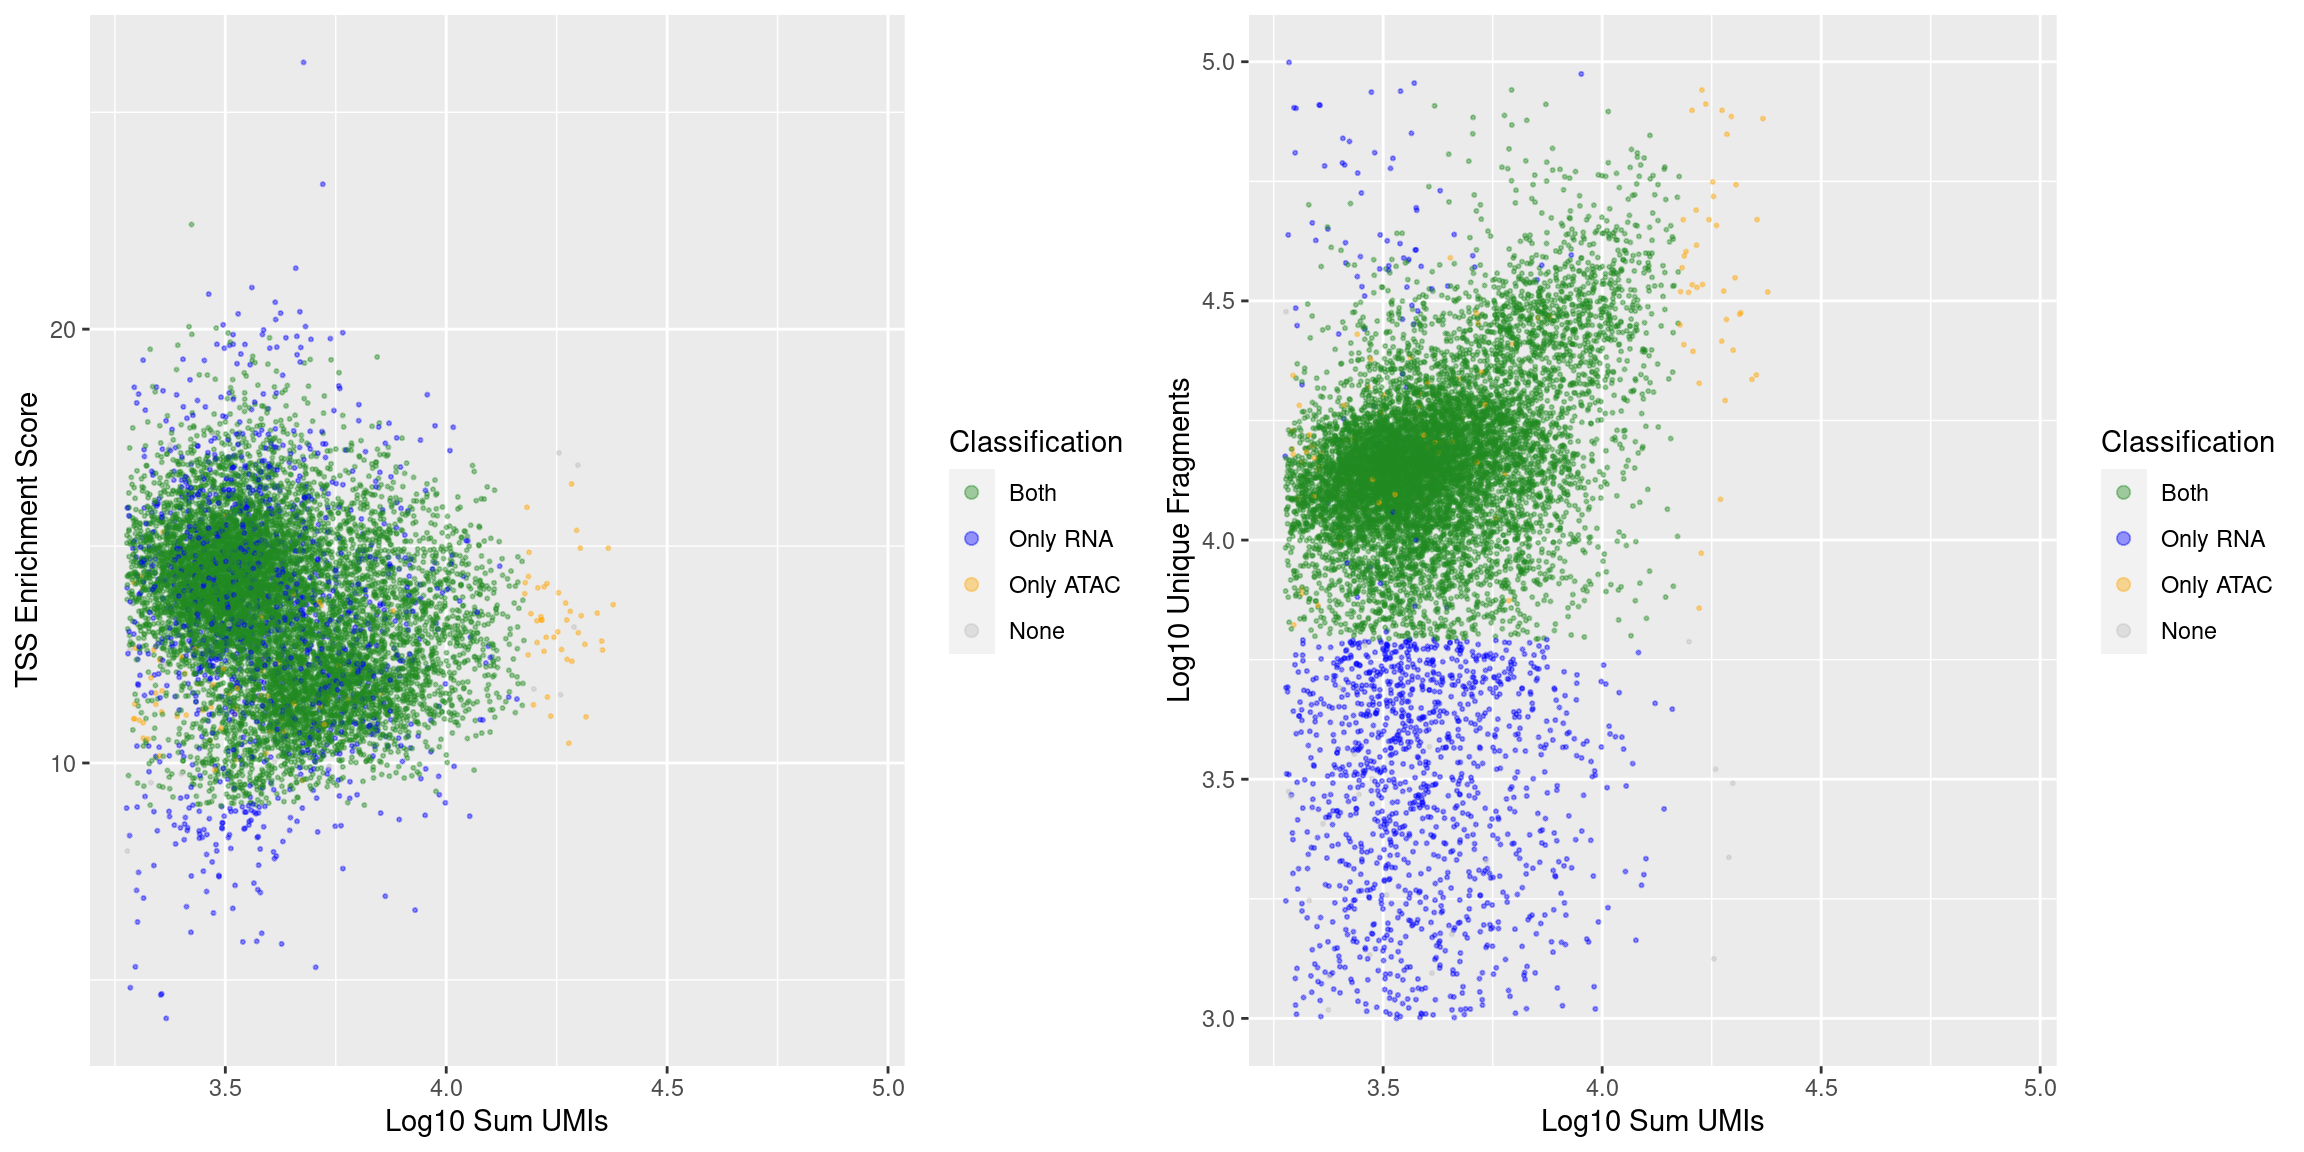 TSS Enrichment Score
20
10
3.5
4.0
4.5
5.0
Log10 Sum UMIs
Classification
Both
Only RNA
Only ATAC
None
Log10 Unique Fragments
5.0
4.5
4.0
3.5
3.0
3.5
4.0
4.5
5.0
Log10 Sum UMIs
Classification
Both
Only RNA
Only ATAC
None